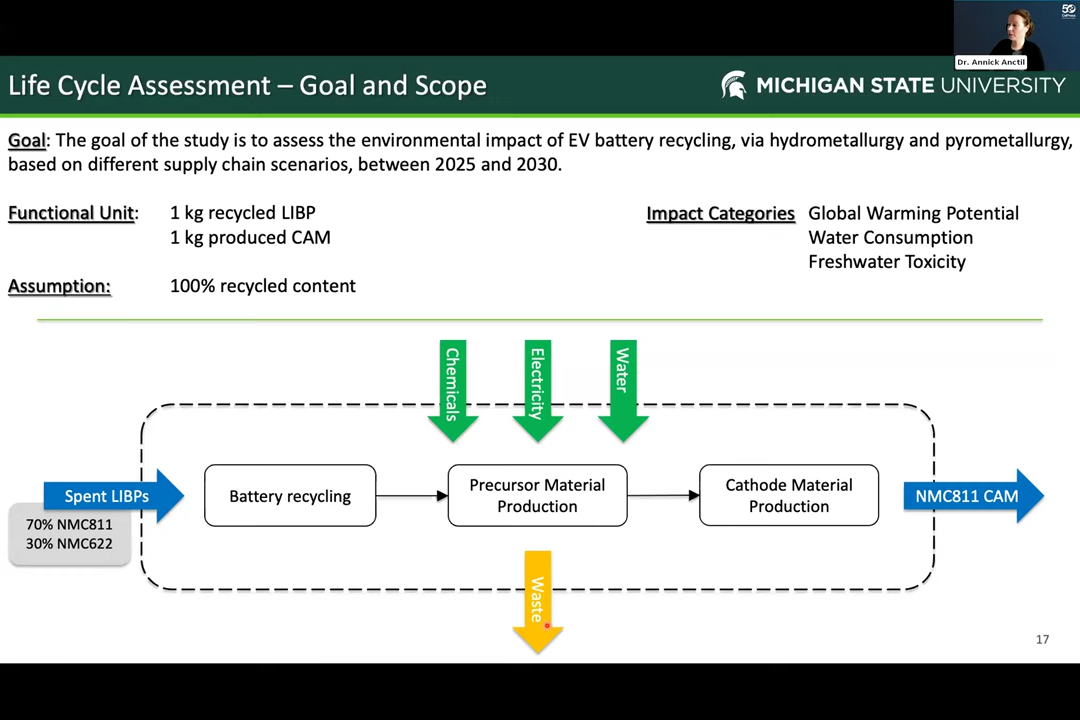 50
CalPress
Dr. Annick Anctil
Life Cycle Assessment – Goal and Scope
MICHIGAN STATE UNIVERSITY
Goal: The goal of the study is to assess the environmental impact of EV battery recycling, via hydrometallurgy and pyrometallurgy,
based on different supply chain scenarios, between 2025 and 2030.
Functional Unit: 1 kg recycled LIBP
1 kg produced CAM
Impact Categories Global Warming Potential
Water Consumption
Freshwater Toxicity
Assumption: 100% recycled content
Chemicals
Electricity
Water
Spent LIBPs
70% NMC811
30% NMC622
Battery recycling
Precursor Material
Production
Cathode Material
Production
NMC811 CAM
Waste
17